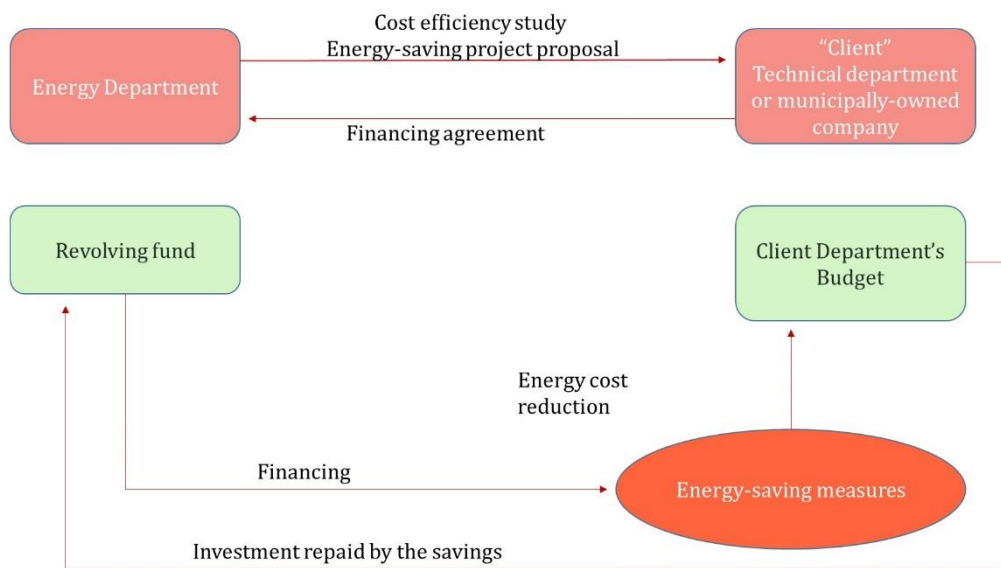 Cost efficiency study
Energy-saving project proposal
Energy Department
“Client”
Technical department
or municipally-owned
company
Financing agreement
Revolving fund
Client Department’s
Budget
Energy cost
reduction
Financing
Energy-saving measures
Investment repaid by the savings